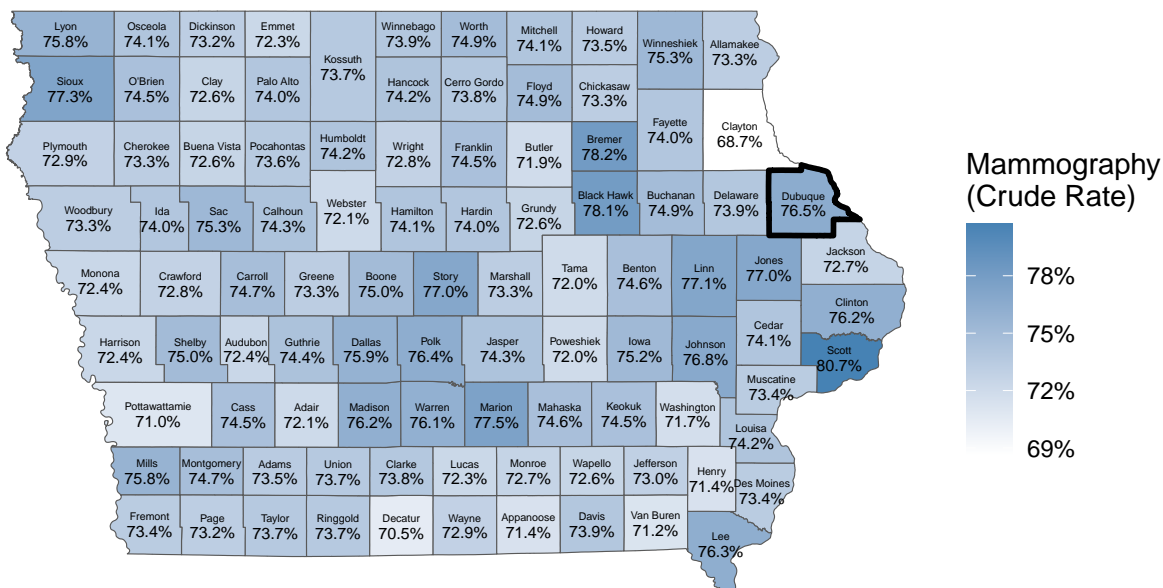 Lyon
75.8%
Osceola
74.1%
Dickinson
73.2%
Emmet
72.3%
Kossuth
73.7%
Winnebago
73.9%
Worth
74.9%
Mitchell
74.1%
Howard
73.5%
Winneshiek
75.3%
Allamakee
73.3%
Sioux
77.3%
O'Brien
74.5%
Clay
72.6%
Palo Alto
74.0%
Hancock
74.2%
Cerro Gordo
73.8%
Floyd
74.9%
Chickasaw
73.3%
Fayette
74.0%
Clayton
68.7%
Plymouth
72.9%
Cherokee
73.3%
Buena Vista
72.6%
Pocahontas
73.6%
Humboldt
74.2%
Wright
72.8%
Franklin
74.5%
Butler
71.9%
Bremer
78.2%
Woodbury
73.3%
Ida
74.0%
Sac
75.3%
Calhoun
74.3%
Webster
72.1%
Hamilton
74.1%
Hardin
74.0%
Grundy
72.6%
Black Hawk
78.1%
Buchanan
74.9%
Delaware
73.9%
Dubuque
76.5%
Monona
72.4%
Crawford
72.8%
Carroll
74.7%
Greene
73.3%
Boone
75.0%
Story
77.0%
Marshall
73.3%
Tama
72.0%
Benton
74.6%
Linn
77.1%
Jones
77.0%
Jackson
72.7%
Clinton
76.2%
Harrison
72.4%
Shelby
75.0%
Audubon
72.4%
Guthrie
74.4%
Dallas
75.9%
Polk
76.4%
Jasper
74.3%
Poweshiek
72.0%
Iowa
75.2%
Johnson
76.8%
Cedar
74.1%
Scott
80.7%
Muscatine
73.4%
Pottawattamie
71.0%
Cass
74.5%
Adair
72.1%
Madison
76.2%
Warren
76.1%
Marion
77.5%
Mahaska
74.6%
Keokuk
74.5%
Washington
71.7%
Louisa
74.2%
Mills
75.8%
Montgomery
74.7%
Adams
73.5%
Union
73.7%
Clarke
73.8%
Lucas
72.3%
Monroe
72.7%
Wapello
72.6%
Jefferson
73.0%
Henry
71.4%
Des Moines
73.4%
Fremont
73.4%
Page
73.2%
Taylor
73.7%
Ringgold
73.7%
Decatur
70.5%
Wayne
72.9%
Appanoose
71.4%
Davis
73.9%
Van Buren
71.2%
Lee
76.3%
Mammography
(Crude Rate)
78%
75%
72%
69%